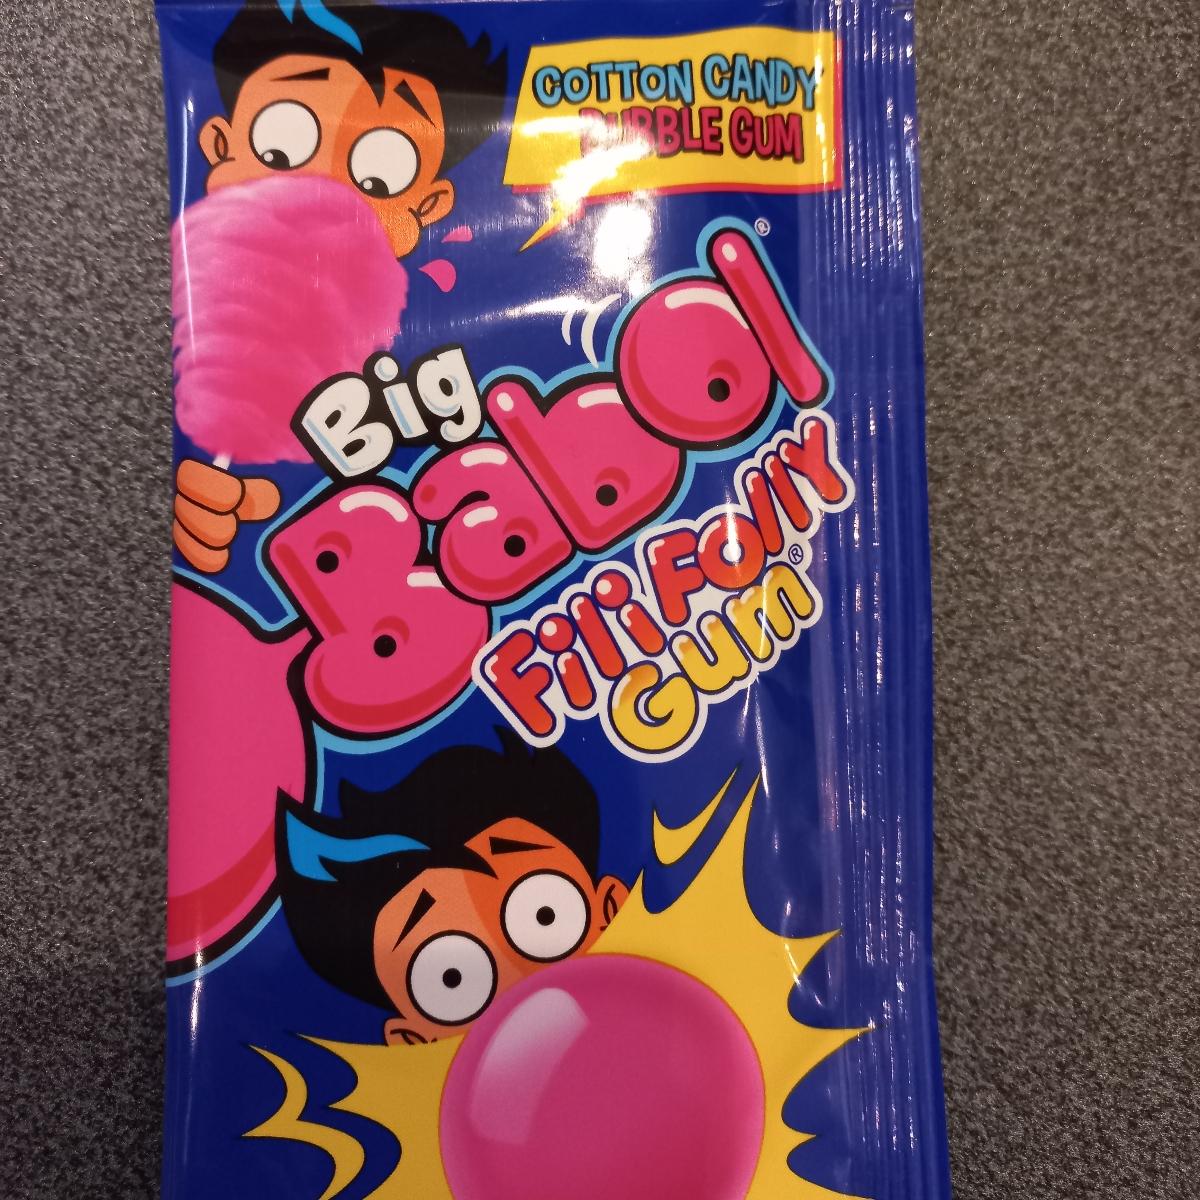 COTTON CANDY
BUBBLE GUM
Big
Babol®
Fili Folly
Gum®